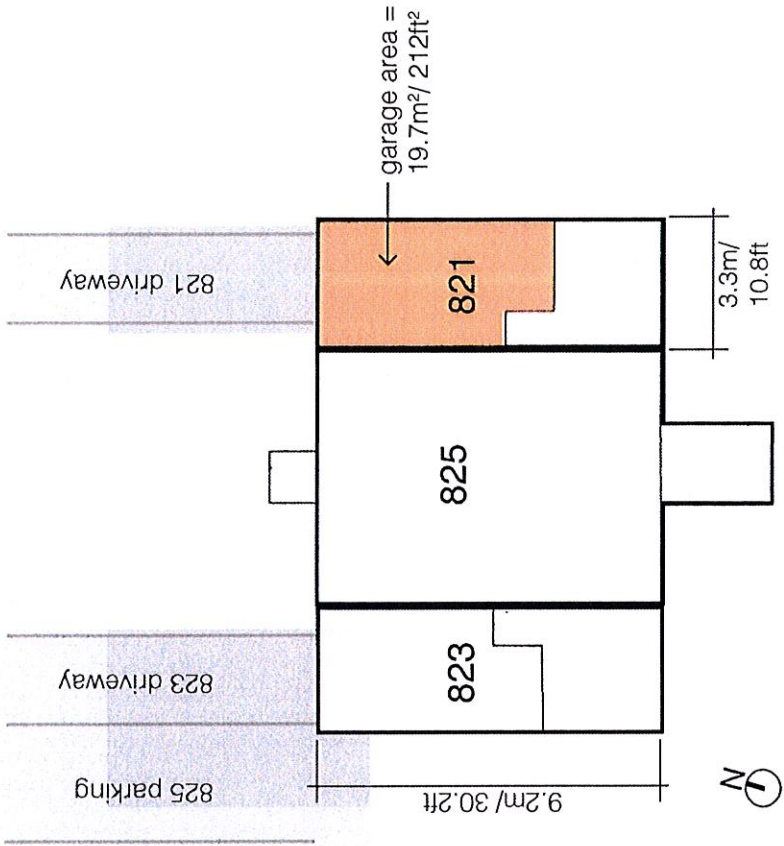 821 driveway
823 driveway
825 parking
garage area =
19.7m²/ 212ft²
821
825
823
3.3m/
10.8ft
9.2m/ 30.2ft
N